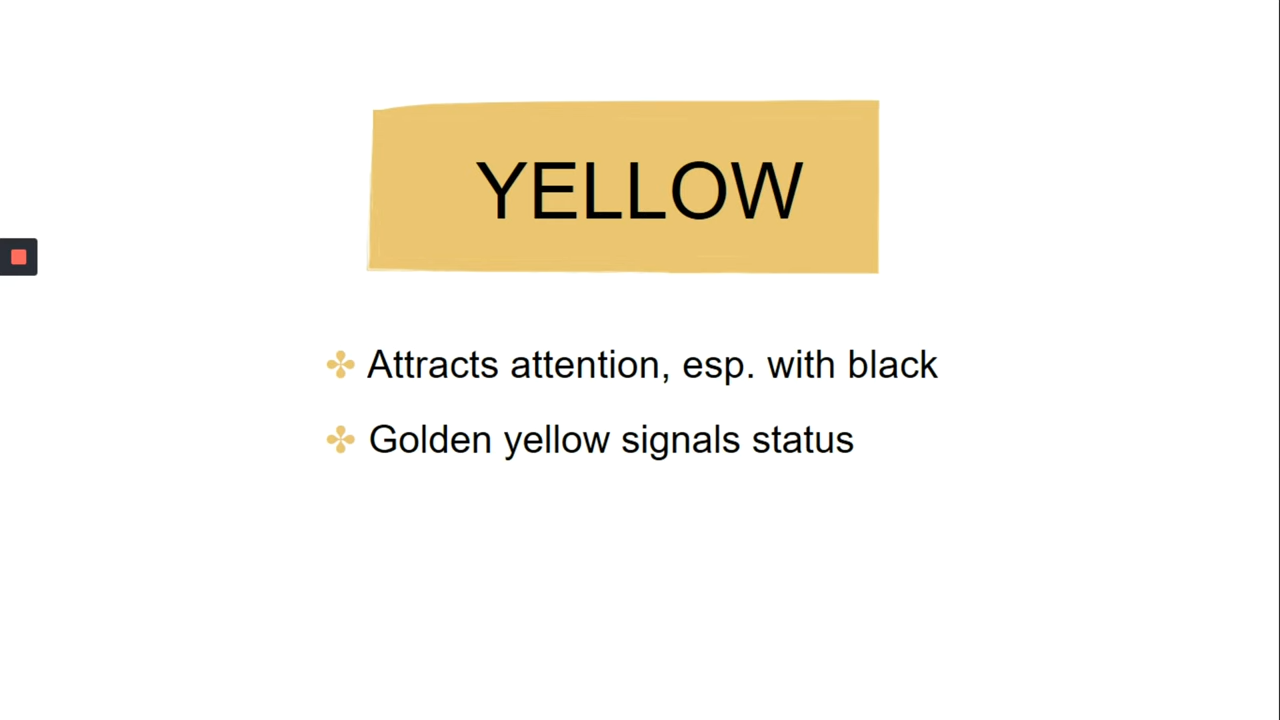 YELLOW
Attracts attention, esp. with black
Golden yellow signals status